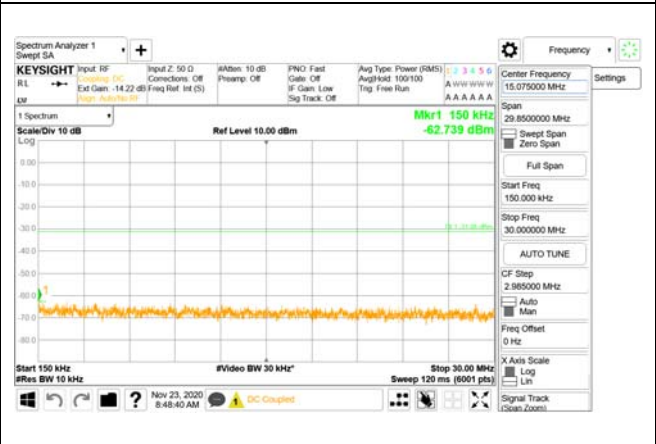 Spectrum Analyzer 1
Swept SA
+
Frequency
KEYSIGHT
RL
Input: RF
Coupling: DC
Ext Gain: -14.22 dB
Align: Auto/No RF
Input Z: 50 Ω
Corrections: Off
Freq Ref: Int (S)
#Atten: 10 dB
Preamp: Off
PNO: Fast
Gate: Off
IF Gain: Low
Sig Track: Off
Avg Type: Power (RMS)
Avg|Hold: 100/100
Trig: Free Run
1 2 3 4 5 6
A W W W W W
A A A A A A
1 Spectrum
Scale/Div 10 dB
Log
Ref Level 10.00 dBm
Mkr1 150 kHz
-62.739 dBm
0.00
-10.0
-20.0
-30.0
-40.0
-50.0
-60.0
-70.0
-80.0
1
Start 150 kHz
#Res BW 10 kHz
#Video BW 30 kHz*
Stop 30.00 MHz
Sweep 120 ms (6001 pts)
Center Frequency
15.075000 MHz
Settings
Span
29.8500000 MHz
Swept Span
Zero Span
Full Span
Start Freq
150.000 kHz
Stop Freq
30.000000 MHz
AUTO TUNE
CF Step
2.985000 MHz
Auto
Man
Freq Offset
0 Hz
X Axis Scale
Log
Lin
Signal Track
(Span Zoom)
?
Nov 23, 2020
8:48:40 AM
1
DC Coupled